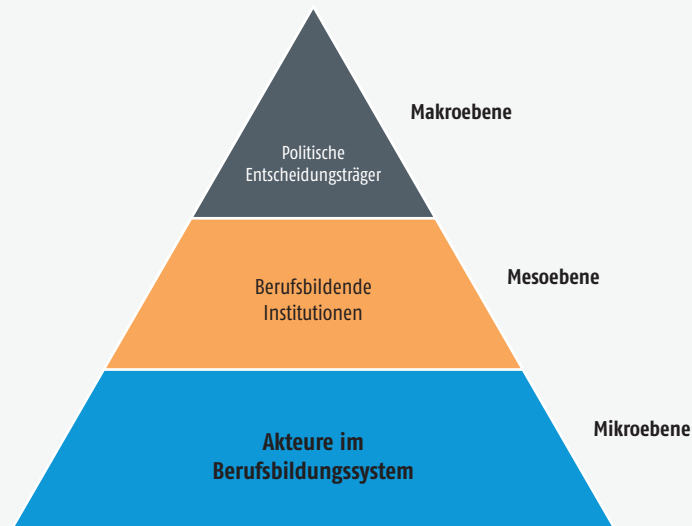 Makroebene
Politische
Entscheidungsträger
Mesoebene
Berufsbildende
Institutionen
Mikroebene
Akteure im
Berufsbildungssystem